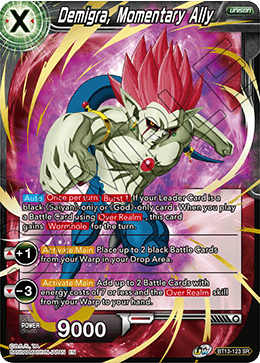 X
Demigra, Momentary Ally
UNISON
Auto Once per turn Burst 1 If your Leader Card is a
black ‹Saiyan›-only or ‹God›-only card: When you play
a Battle Card using Over Realm, this card
gains Wormhole for the turn.
+1 Activate Main Place up to 2 black Battle Cards
from your Warp in your Drop Area.
-3 Activate Main Add up to 2 Battle Cards with
energy costs of 7 or less and the Over Realm skill
from your Warp to your hand.
POWER
9000
BT13-123 SR